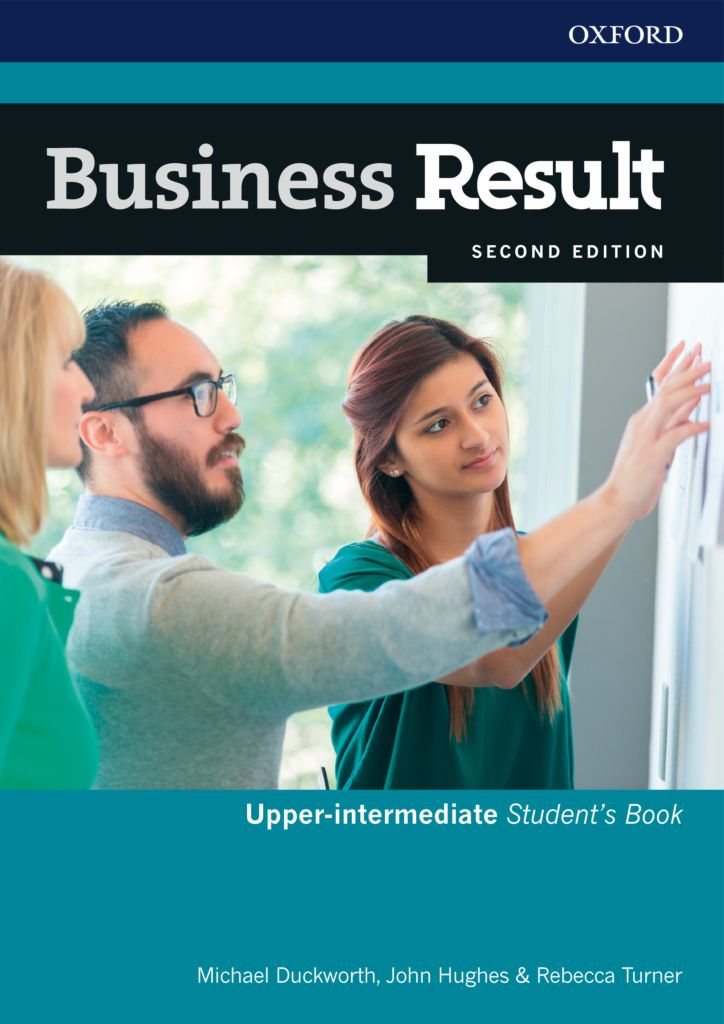 OXFORD
Business Result
SECOND EDITION
Upper-intermediate Student's Book
Michael Duckworth, John Hughes & Rebecca Turner